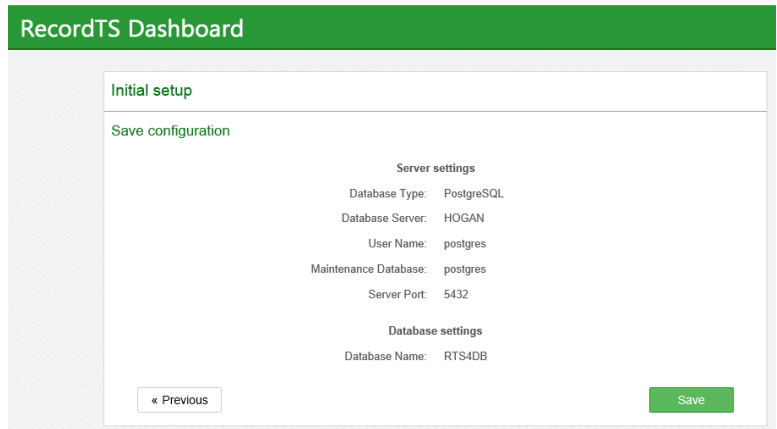 RecordTS Dashboard
Initial setup
Save configuration
Server settings
Database Type: PostgreSQL
Database Server: HOGAN
User Name: postgres
Maintenance Database: postgres
Server Port: 5432
Database settings
Database Name: RTS4DB
« Previous Save